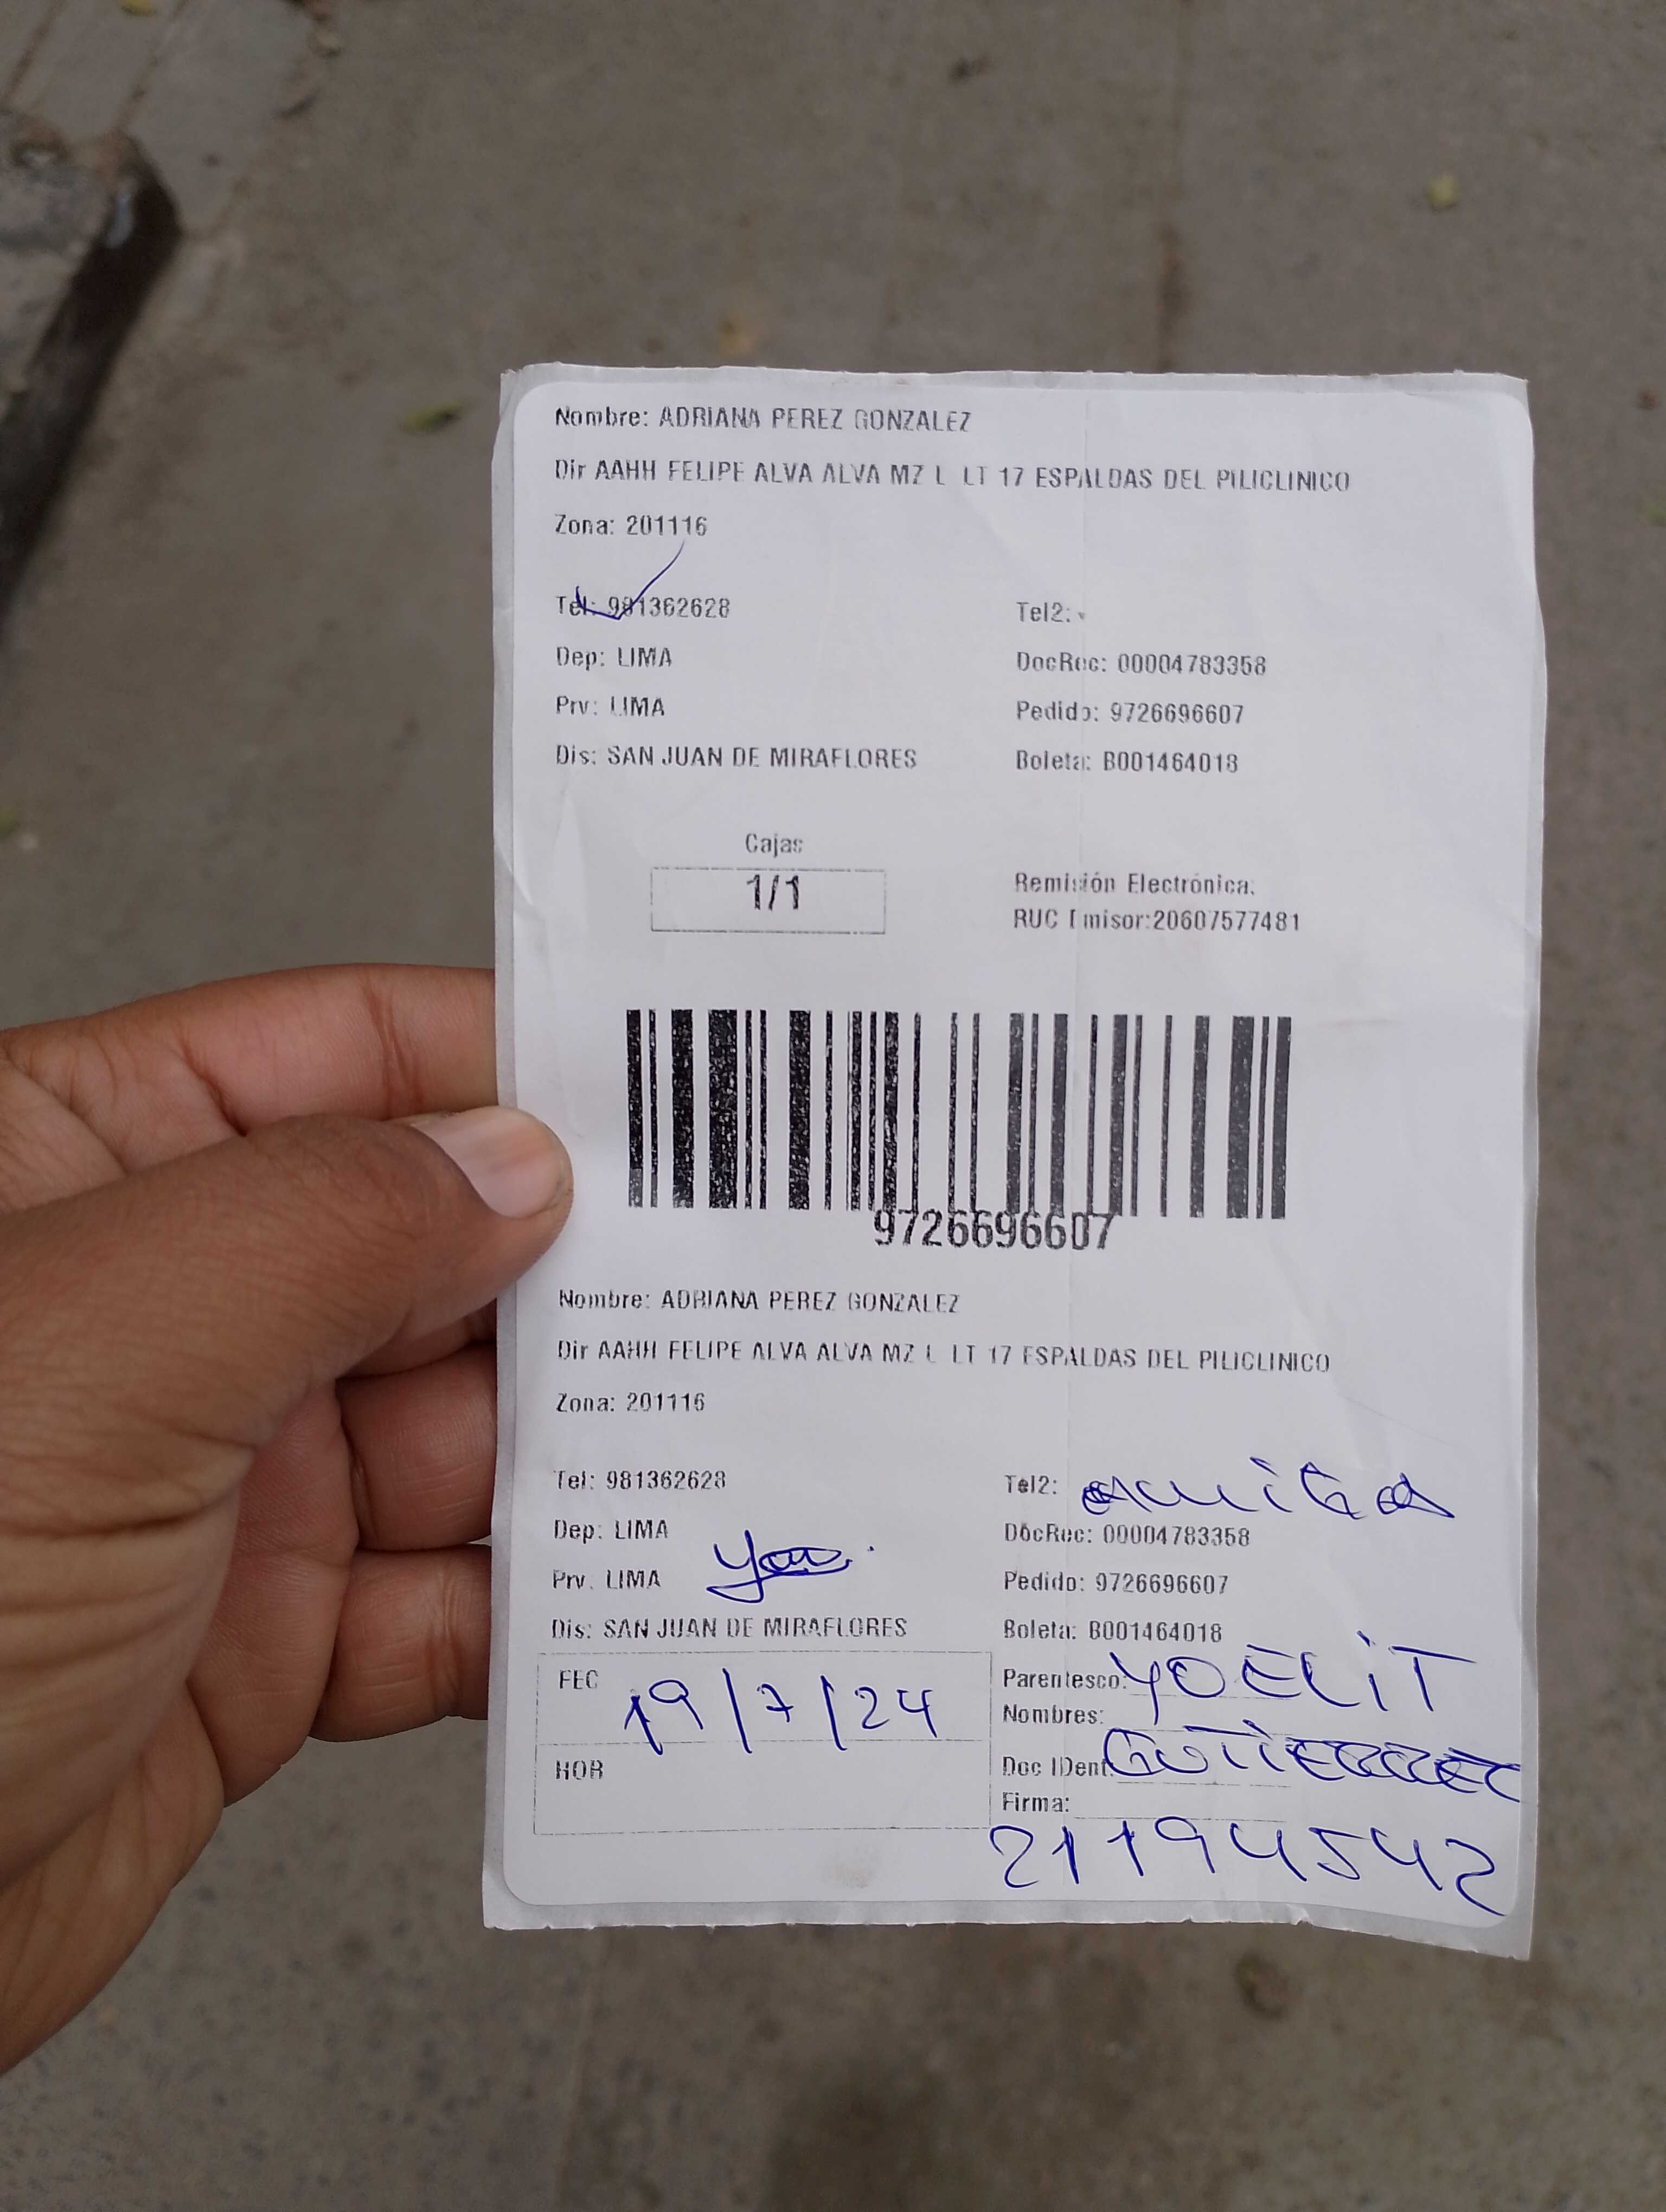 Nombre: ADRIANA PEREZ GONZALEZ
Dir AAHH FELIPE ALVA ALVA MZ L LT 17 ESPALDAS DEL PILICLINICO
Zona: 201116
Tel: 981362628 Tel2:
Dep: LIMA DocRec: 00004783358
Prv: LIMA Pedido: 9726696607
Dis: SAN JUAN DE MIRAFLORES Boleta: B001464018
Cajas
1/1
Remisión Electrónica:
RUC Emisor:20607577481
9726696607
Nombre: ADRIANA PEREZ GONZALEZ
Dir AAHH FELIPE ALVA ALVA MZ L LT 17 ESPALDAS DEL PILICLINICO
Zona: 201116
Tel: 981362628 Tel2: amiga
Dep: LIMA DocRec: 00004783358
Prv. LIMA Pedido: 9726696607
Dis: SAN JUAN DE MIRAFLORES Boleta: B001464018
FEC 19/7/24 Parentesco: YOELIT
Nombres:
HOR Doc IDent: GUTIERREZ
Firma:
21194542